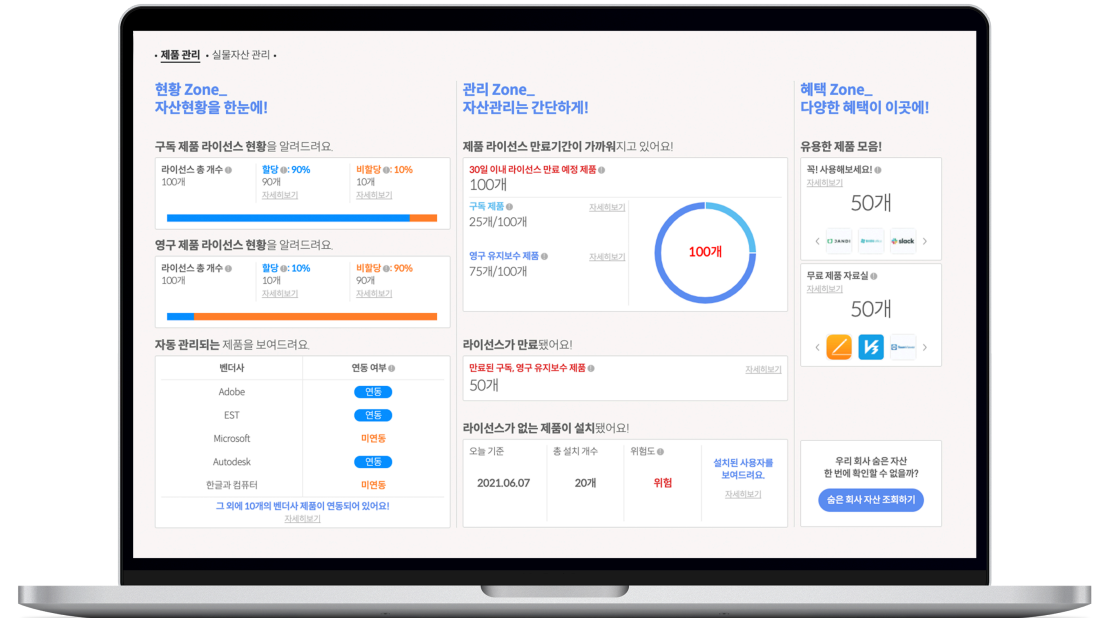 • 제품 관리 • 실물자산 관리 •
현황 Zone_
자산현황을 한눈에!
구독 제품 라이선스 현황을 알려드려요.
라이선스 총 개수
100개
할당 : 90%
90개
자세히보기
비할당 : 10%
10개
자세히보기
영구 제품 라이선스 현황을 알려드려요.
라이선스 총 개수
100개
할당 : 10%
10개
자세히보기
비할당 : 90%
90개
자세히보기
자동 관리되는 제품을 보여드려요.
벤더사 연동 여부
Adobe 연동
EST 연동
Microsoft 미연동
Autodesk 연동
한글과 컴퓨터 미연동
그 외에 10개의 벤더사 제품이 연동되어 있어요!
자세히보기
관리 Zone_
자산관리는 간단하게!
제품 라이선스 만료기간이 가까워지고 있어요!
30일 이내 라이선스 만료 예정 제품
100개
구독 제품
자세히보기
25개/100개
영구 유지보수 제품
자세히보기
75개/100개
100개
라이선스가 만료됐어요!
만료된 구독, 영구 유지보수 제품
자세히보기
50개
라이선스가 없는 제품이 설치됐어요!
오늘 기준
2021.06.07
총 설치 개수
20개
위험도
위험
설치된 사용자를
보여드려요.
자세히보기
혜택 Zone_
다양한 혜택이 이곳에!
유용한 제품 모음!
꼭! 사용해보세요!
자세히보기
50개
JANDI
slack
무료 제품 자료실
자세히보기
50개
우리 회사 숨은 자산
한 번에 확인할 수 없을까?
숨은 회사 자산 조회하기